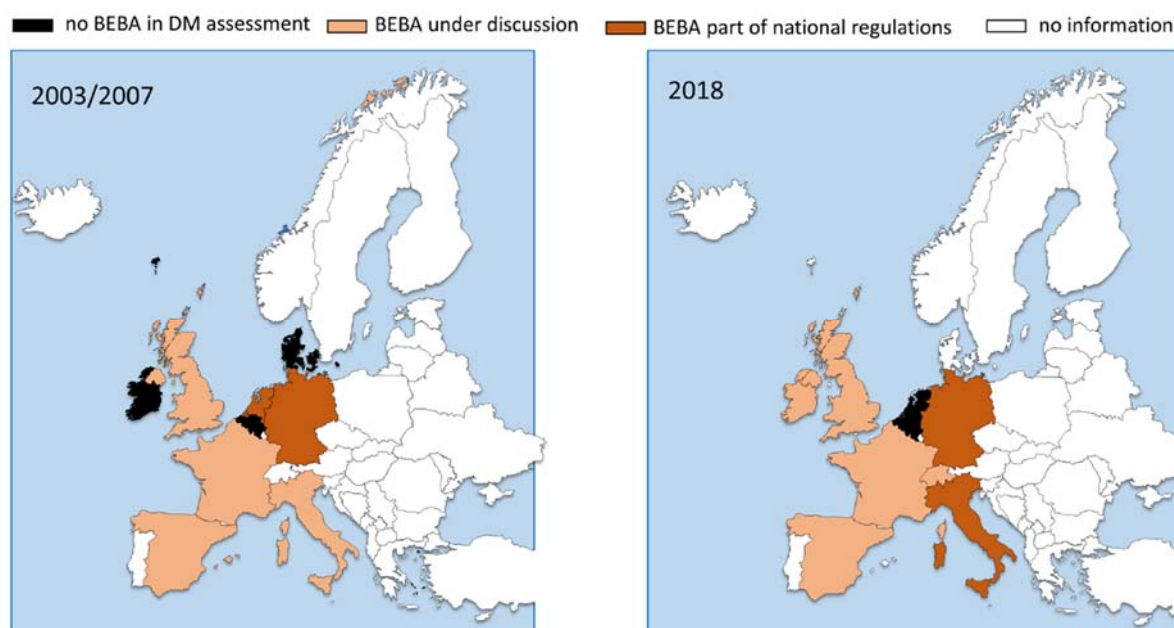 no BEBA in DM assessment BEBA under discussion BEBA part of national regulations no information
2003/2007
2018